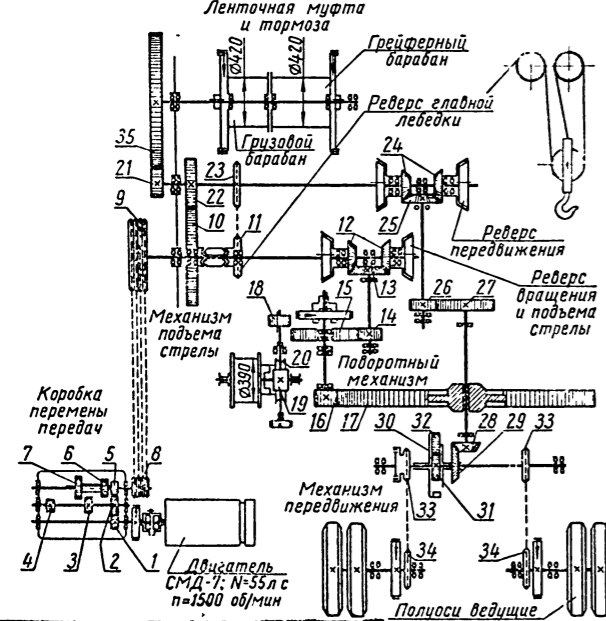 Ленточная муфта
и тормоза
Грейферный
барабан
Ø420
Ø420
Реверс главной
лебедки
Грузовой
барабан
35
21
9
23
22
10
11
24
25
12
13
Реверс
передвижения
Реверс
вращения
и подъема
стрелы
26
27
Механизм
подъема
стрелы
18
15
14
20
Ø390
19
Поворотный
механизм
16
17
Коробка
перемены
передач
7
6
5
8
30
32
28
29
33
33
31
Механизм
передвижения
4
3
2
1
34
34
Двигатель
СМД-7; N=55 л с
n=1500 об/мин
Полуоси ведущие